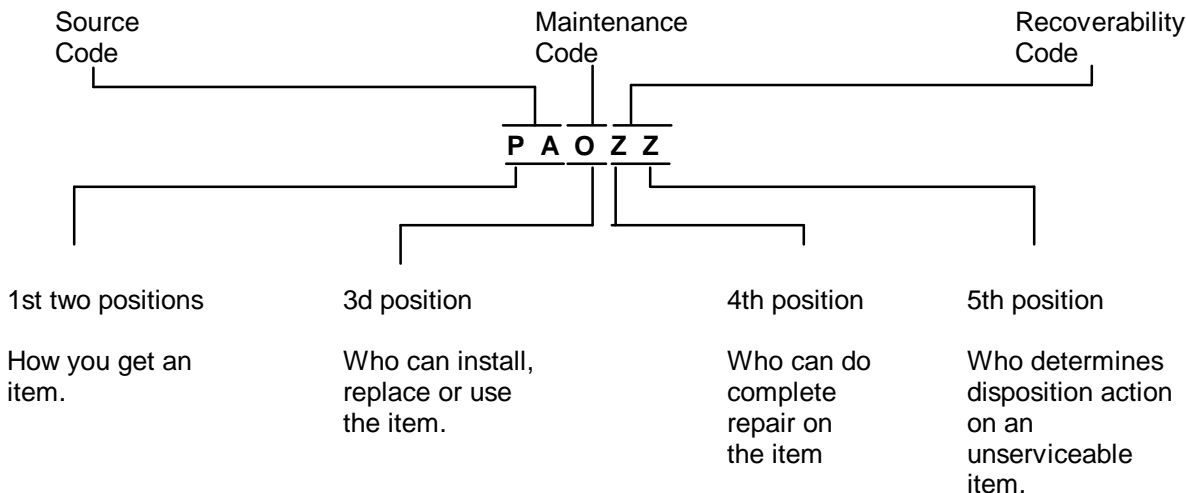 Source
Code
Maintenance
Code
Recoverability
Code
P A O Z Z
1st two positions
How you get an
item.
3d position
Who can install,
replace or use
the item.
4th position
Who can do
complete
repair on
the item
5th position
Who determines
disposition action
on an
unserviceable
item.